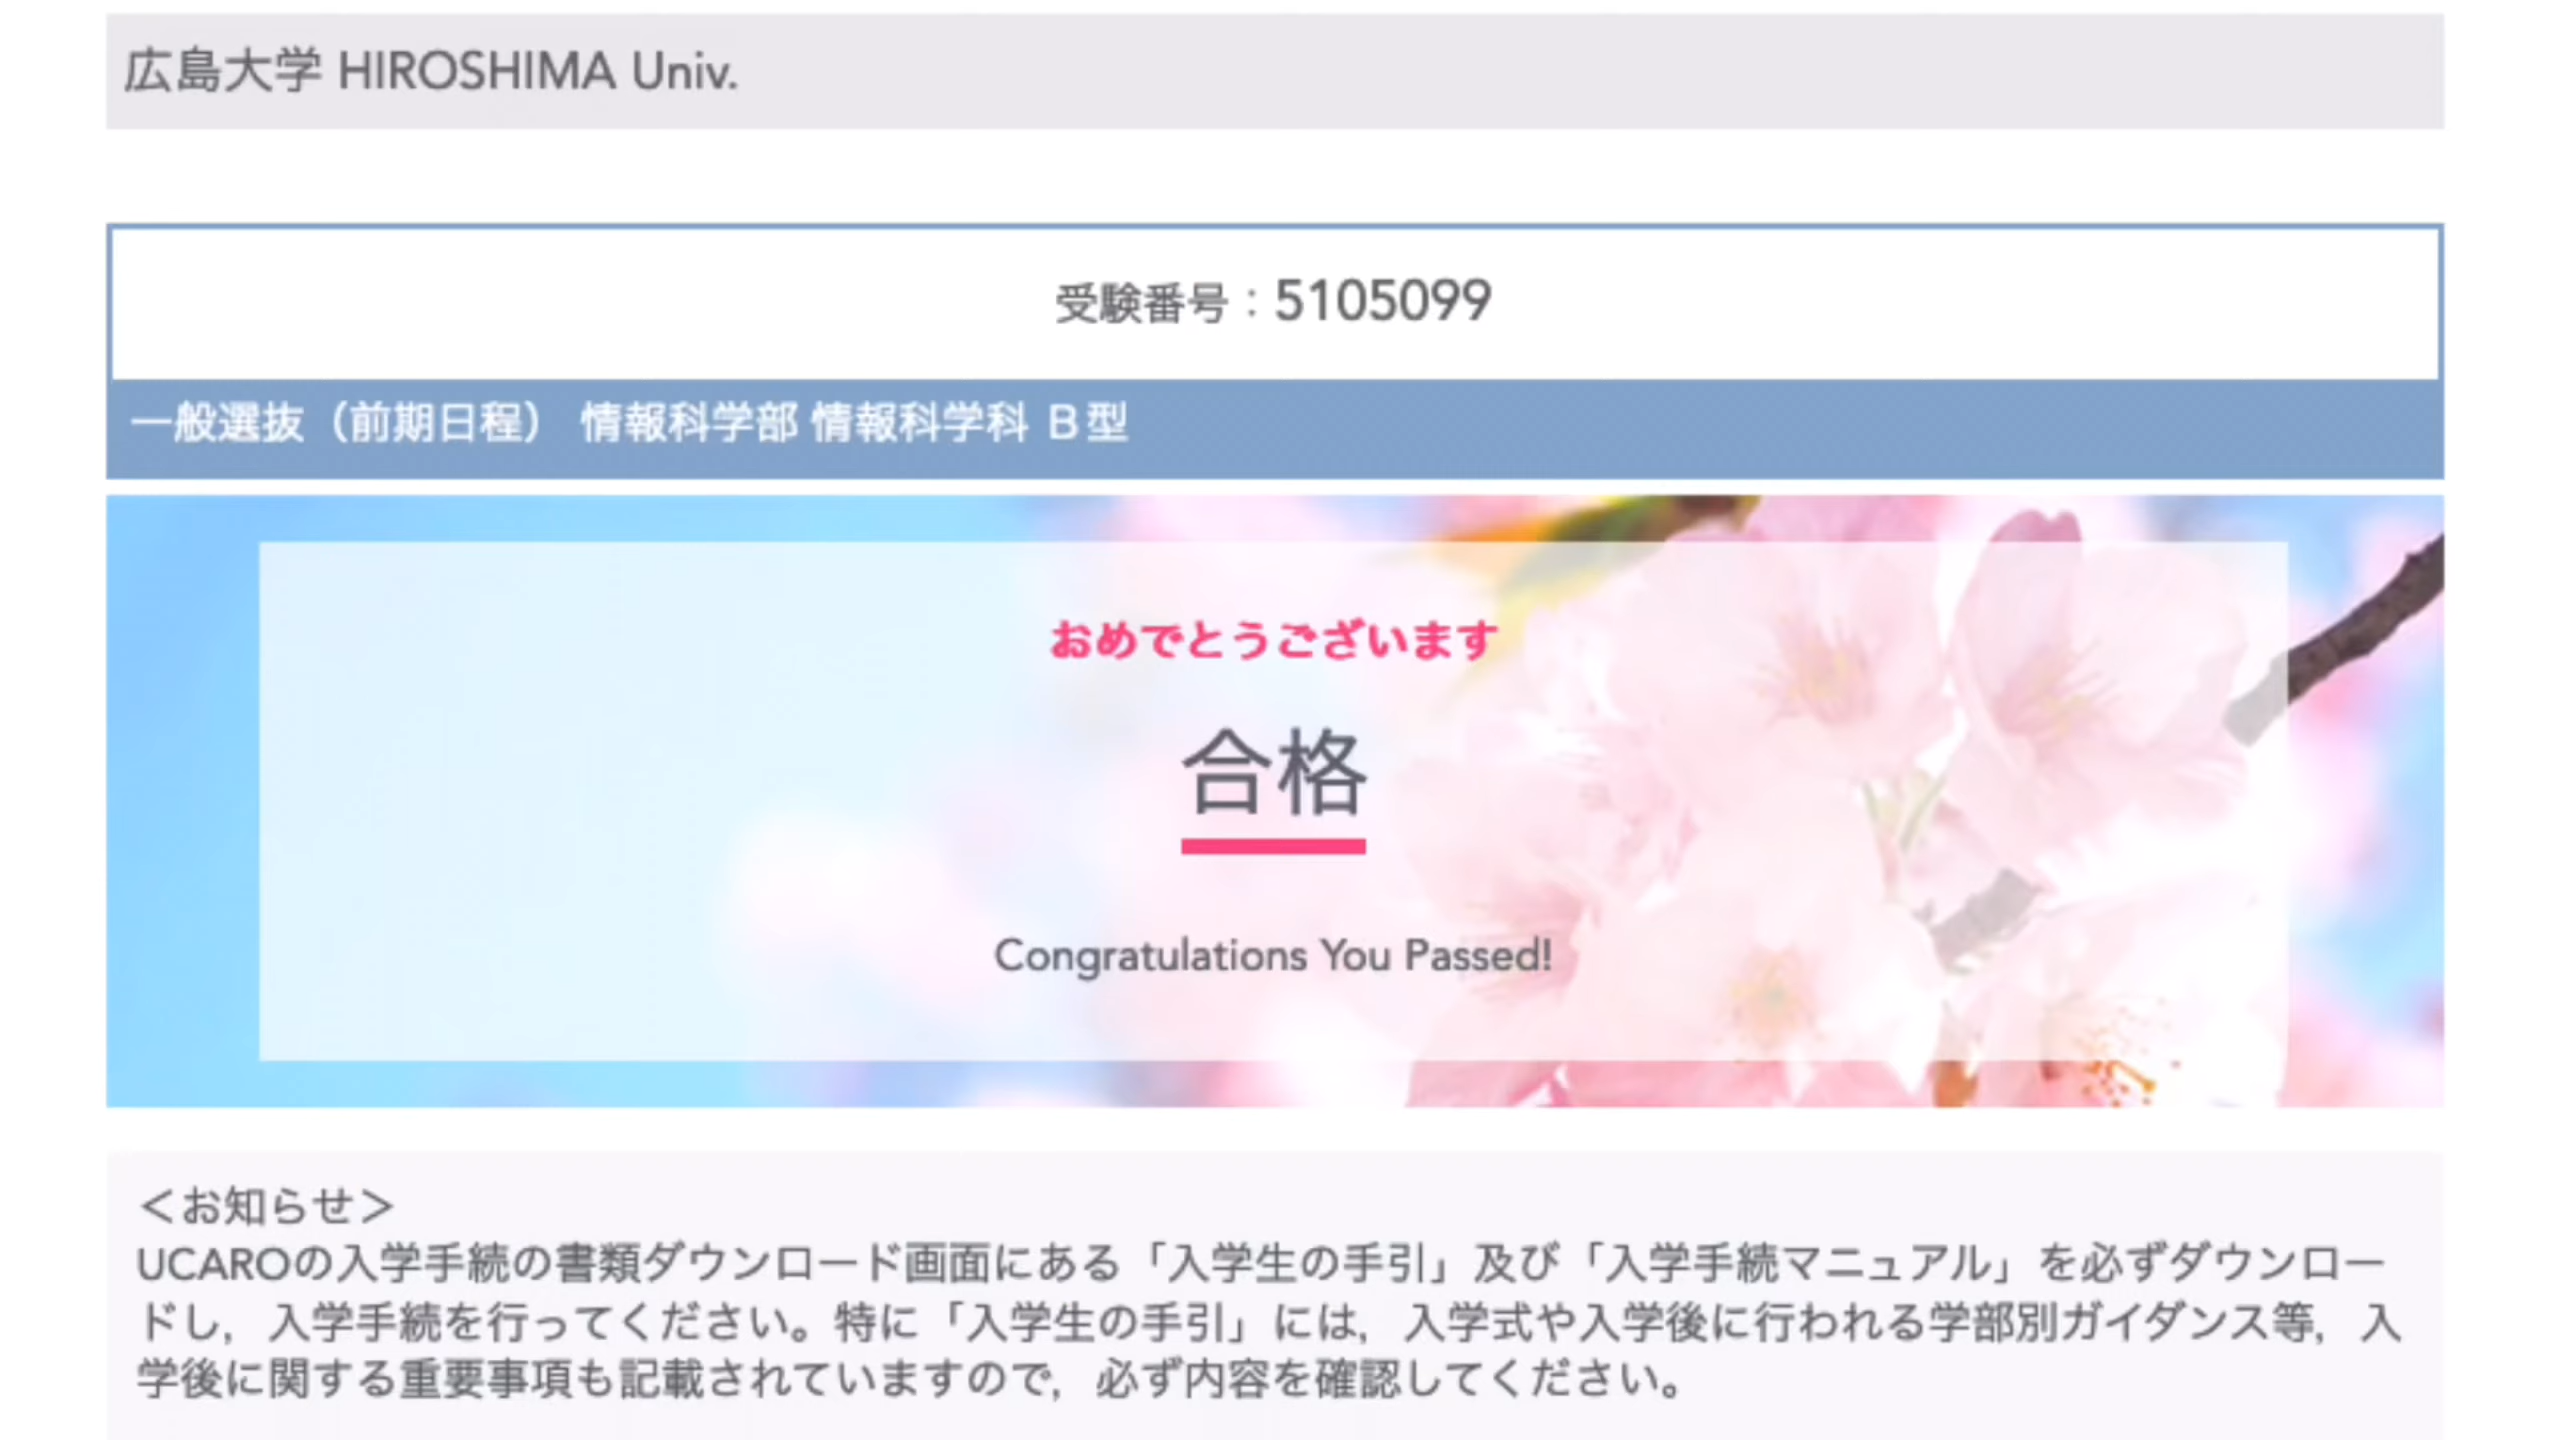 広島大学 HIROSHIMA Univ.
受験番号：5105099
一般選抜（前期日程） 情報科学部 情報科学科 Ｂ型
おめでとうございます
合格
Congratulations You Passed!
＜お知らせ＞
UCAROの入学手続の書類ダウンロード画面にある「入学生の手引」及び「入学手続マニュアル」を必ずダウンロー
ドし，入学手続を行ってください。特に「入学生の手引」には，入学式や入学後に行われる学部別ガイダンス等，入
学後に関する重要事項も記載されていますので，必ず内容を確認してください。